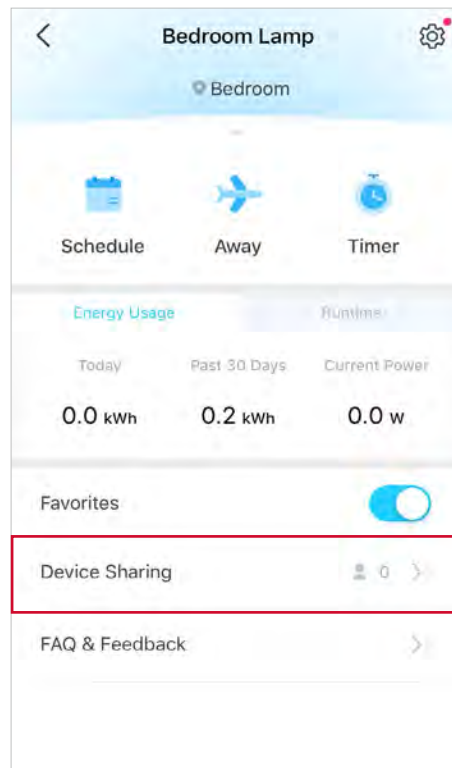 Bedroom Lamp
Bedroom
Schedule Away Timer
Energy Usage Runtime
Today Past 30 Days Current Power
0.0 kWh 0.2 kWh 0.0 W
Favorites
Device Sharing 0
FAQ & Feedback